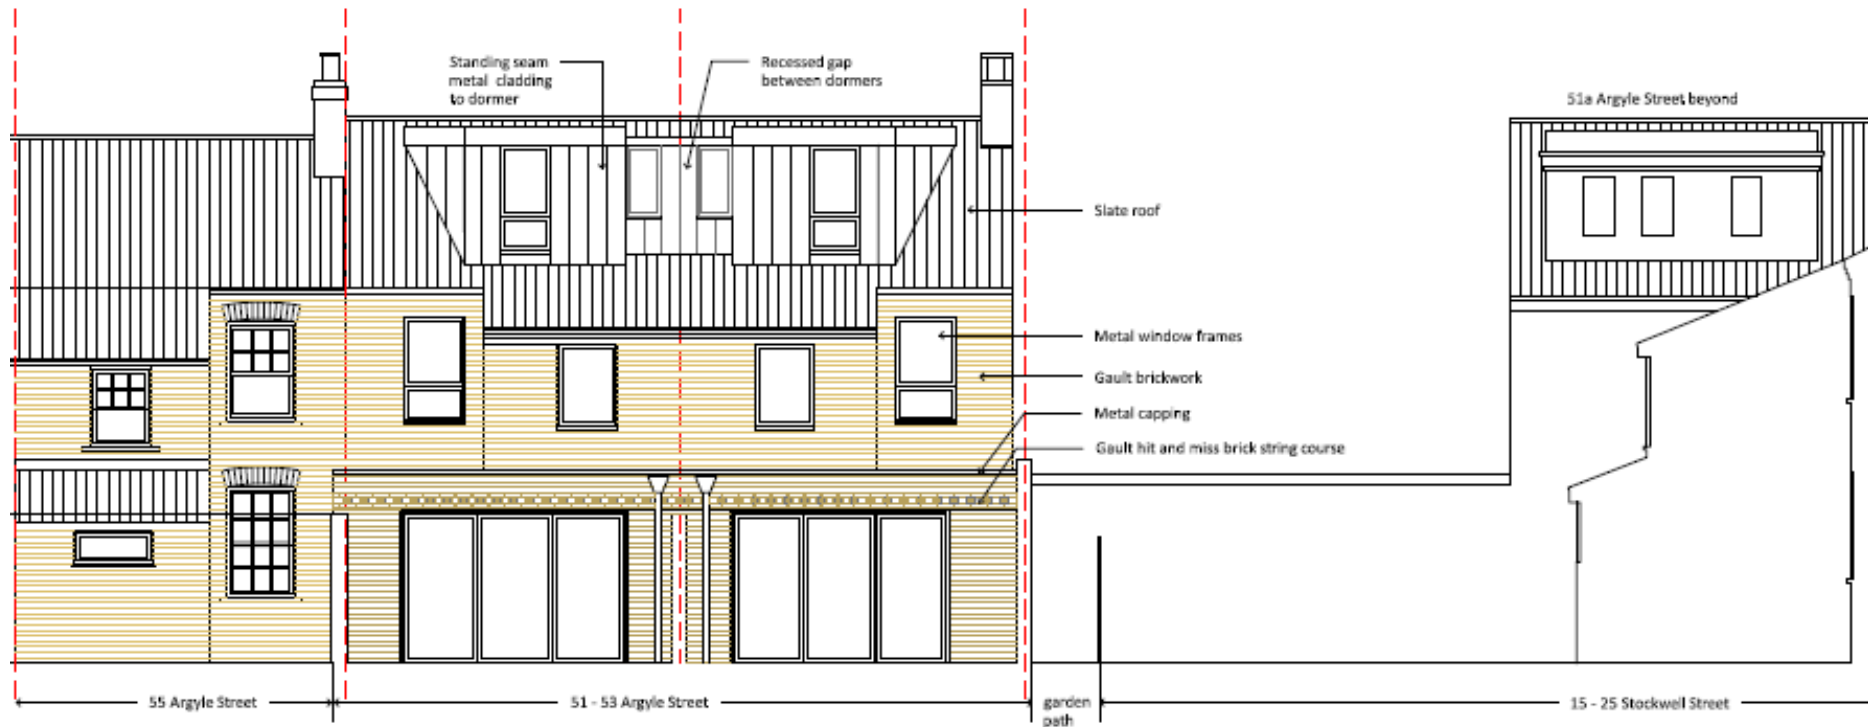 Standing seam
metal cladding
to dormer
Recessed gap
between dormers
51a Argyle Street beyond
Slate roof
Metal window frames
Gault brickwork
Metal capping
Gault hit and miss brick string course
55 Argyle Street
51 - 53 Argyle Street
garden
path
15 - 25 Stockwell Street